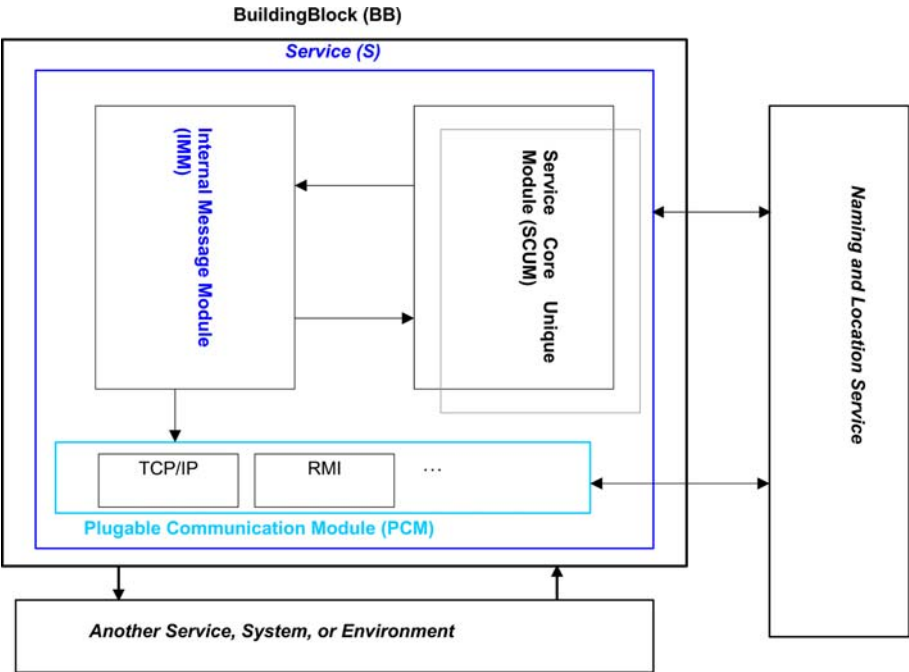 BuildingBlock (BB)
Service (S)
Internal Message Module
(IMM)
Service Core Unique
Module (SCUM)
Naming and Location Service
TCP/IP
RMI
...
Plugable Communication Module (PCM)
Another Service, System, or Environment